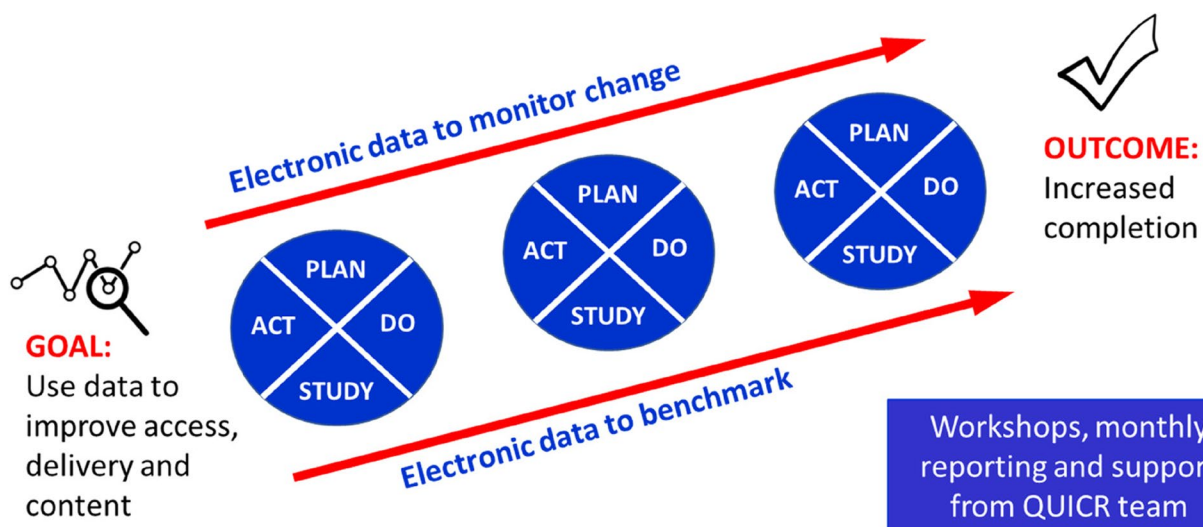 Electronic data to monitor change
PLAN
ACT
DO
STUDY
PLAN
ACT
DO
STUDY
PLAN
ACT
DO
STUDY
Electronic data to benchmark
GOAL:
Use data to
improve access,
delivery and
content
OUTCOME:
Increased
completion
Workshops, monthly
reporting and suppor
from QUICR team